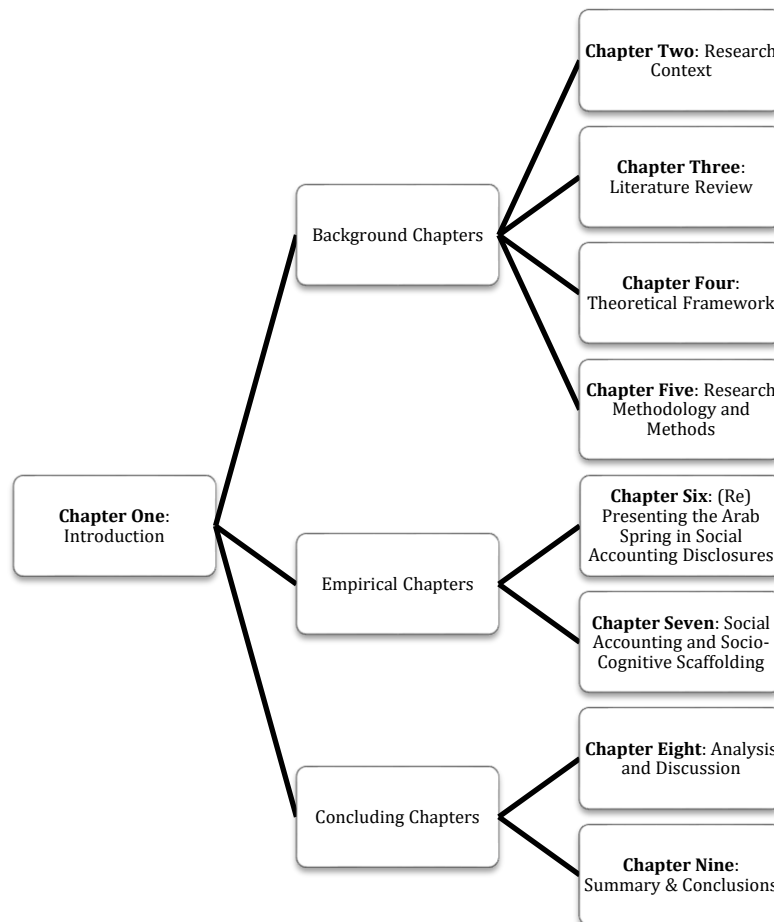 Chapter One:
Introduction
Background Chapters
Chapter Two: Research
Context
Chapter Three:
Literature Review
Chapter Four:
Theoretical Framework
Chapter Five: Research
Methodology and
Methods
Empirical Chapters
Chapter Six: (Re)
Presenting the Arab
Spring in Social
Accounting Disclosures
Chapter Seven: Social
Accounting and Socio-
Cognitive Scaffolding
Concluding Chapters
Chapter Eight: Analysis
and Discussion
Chapter Nine:
Summary & Conclusions